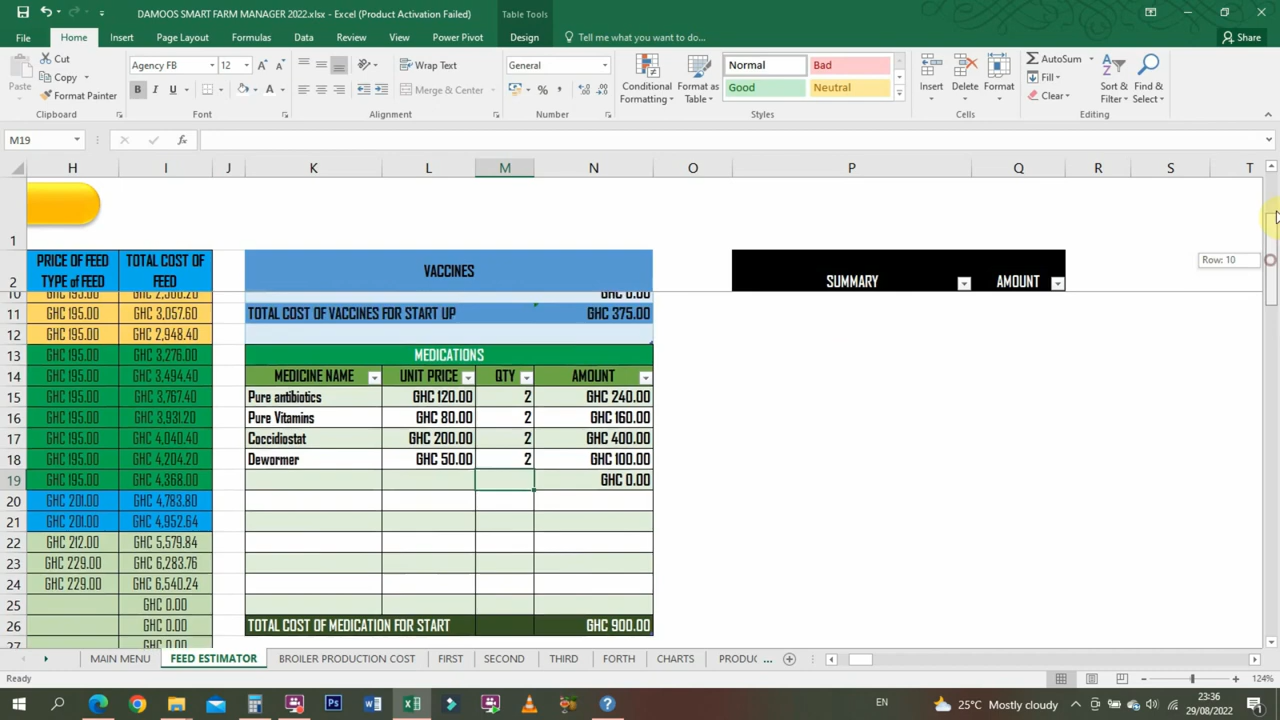 DAMOOS SMART FARM MANAGER 2022.xlsx - Excel (Product Activation Failed)
Table Tools
File Home Insert Page Layout Formulas Data Review View Power Pivot Design Tell me what you want to do... Share
Paste Cut Copy Format Painter
Agency FB 12
B I U
Wrap Text
Merge & Center
General
Conditional Formatting Format as Table
Normal Bad
Good Neutral
Insert Delete Format
AutoSum
Fill
Clear
Sort & Filter Find & Select
Clipboard Font Alignment Number Styles Cells Editing
M19 fx
H I J K L M N O P Q R S T
1
2 PRICE OF FEED TYPE of FEED TOTAL COST OF FEED VACCINES SUMMARY AMOUNT
Row: 10
10 GHC 195.00 GHC 0.00
11 GHC 195.00 GHC 3,057.60 TOTAL COST OF VACCINES FOR START UP GHC 375.00
12 GHC 195.00 GHC 2,948.40
13 GHC 195.00 GHC 3,276.00 MEDICATIONS
14 GHC 195.00 GHC 3,494.40 MEDICINE NAME UNIT PRICE QTY AMOUNT
15 GHC 195.00 GHC 3,767.40 Pure antibiotics GHC 120.00 2 GHC 240.00
16 GHC 195.00 GHC 3,931.20 Pure Vitamins GHC 80.00 2 GHC 160.00
17 GHC 195.00 GHC 4,040.40 Coccidiostat GHC 200.00 2 GHC 400.00
18 GHC 195.00 GHC 4,204.20 Dewormer GHC 50.00 2 GHC 100.00
19 GHC 195.00 GHC 4,368.00 GHC 0.00
20 GHC 201.00 GHC 4,783.80
21 GHC 201.00 GHC 4,952.64
22 GHC 212.00 GHC 5,579.84
23 GHC 229.00 GHC 6,283.76
24 GHC 229.00 GHC 6,540.24
25 GHC 0.00
26 GHC 0.00 TOTAL COST OF MEDICATION FOR START GHC 900.00
27 GHC 0.00
MAIN MENU FEED ESTIMATOR BROILER PRODUCTION COST FIRST SECOND THIRD FORTH CHARTS PRODUC ...
Ready 124%
EN 25°C Mostly cloudy 23:36
29/08/2022